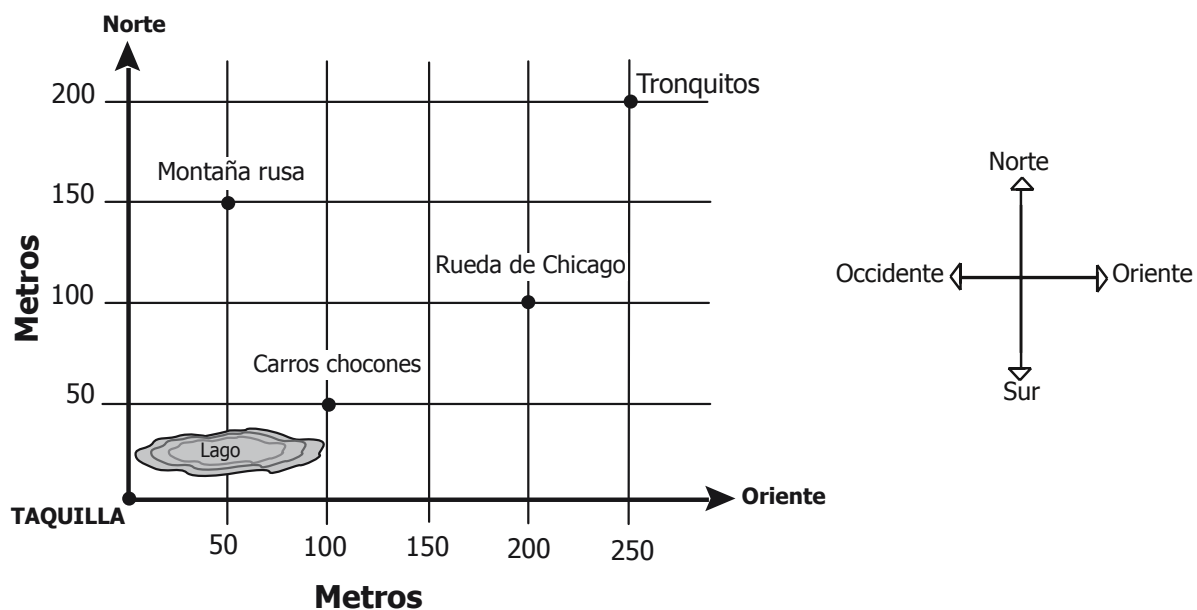 Norte
200
Tronquitos
Montaña rusa
150
Norte
Rueda de Chicago
Occidente
Oriente
Metros
100
Carros chocones
50
Sur
Lago
TAQUILLA
Oriente
50
100
150
200
250
Metros